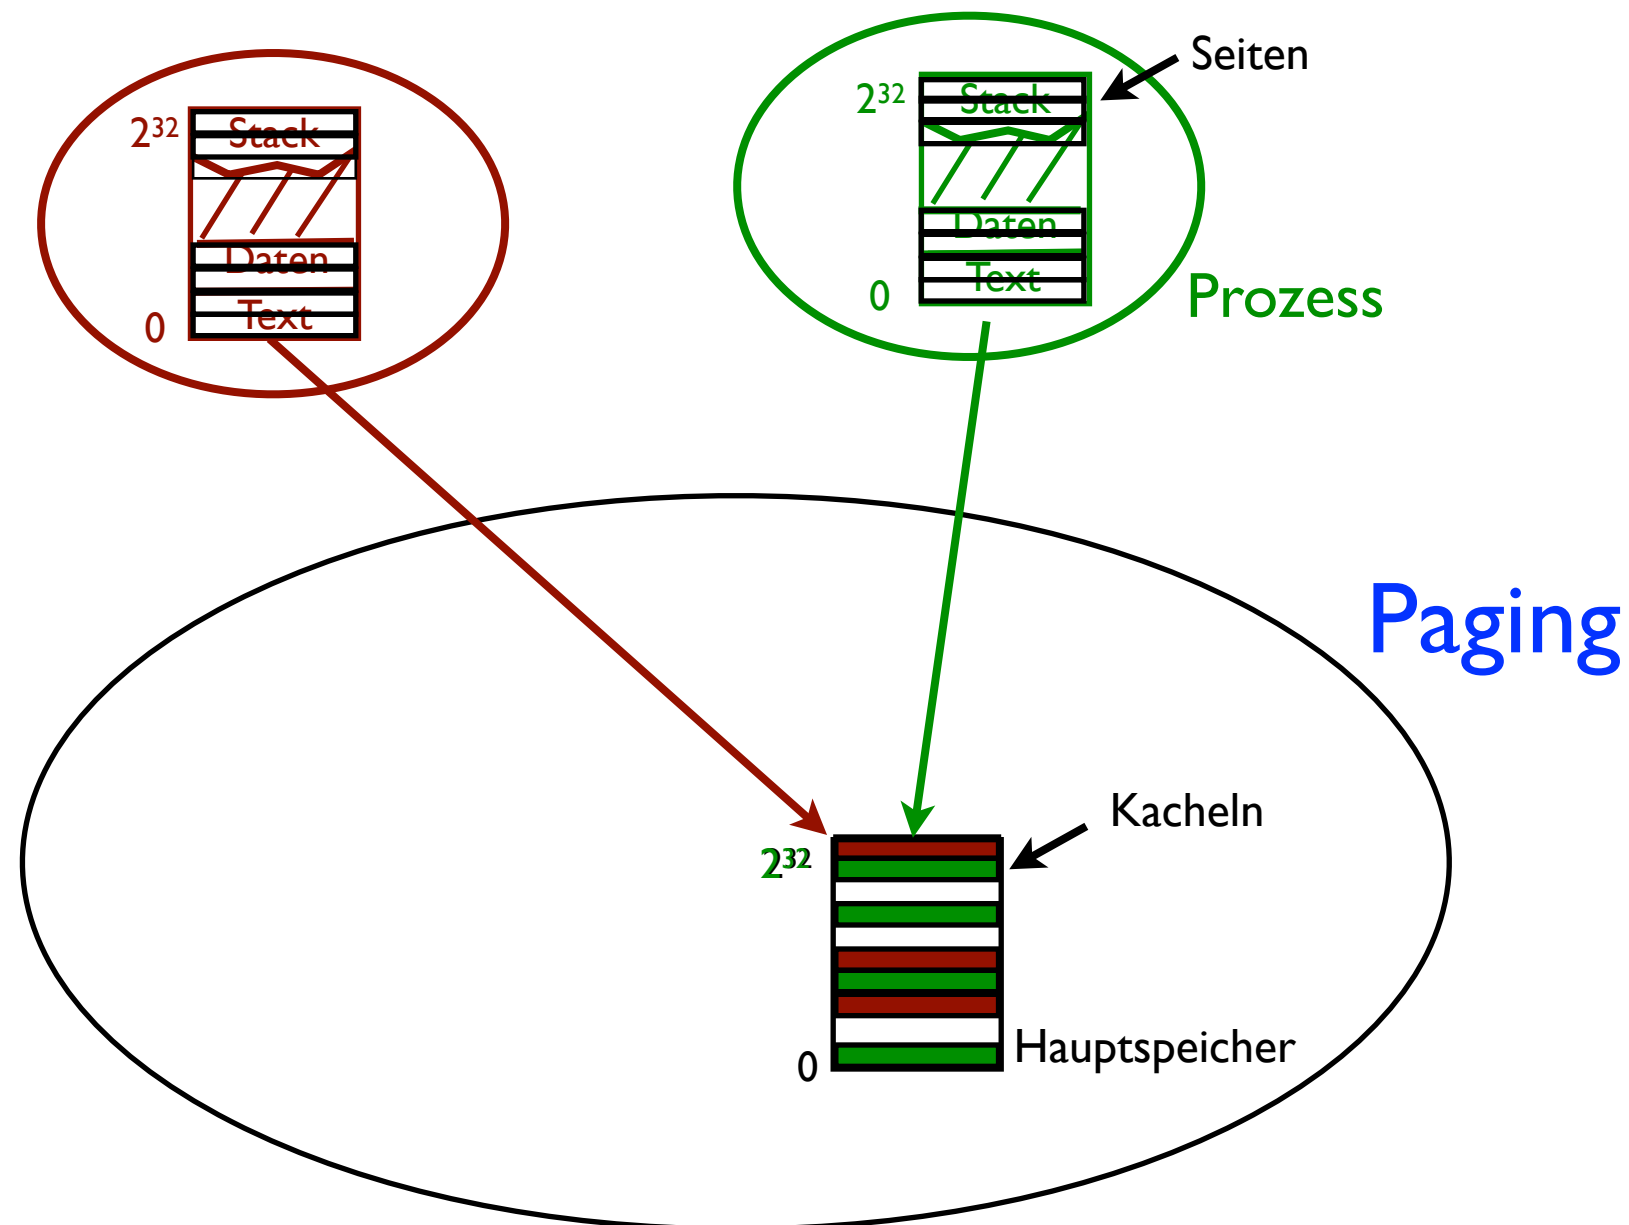 Seiten
2³²
Stack
Daten
Text
0
Prozess
2³²
Stack
Daten
Text
0
Paging
Kacheln
2³²
0
Hauptspeicher